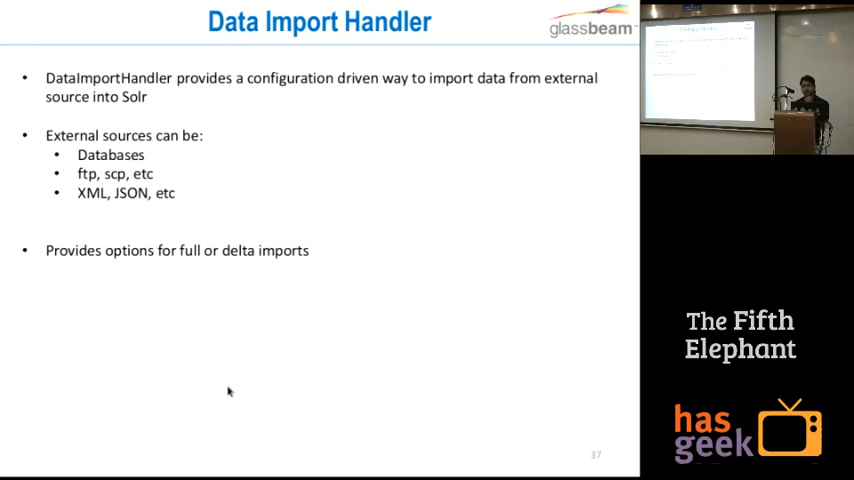 Data Import Handler
glassbeam
• DataImportHandler provides a configuration driven way to import data from external
source into Solr
• External sources can be:
• Databases
• ftp, scp, etc
• XML, JSON, etc
• Provides options for full or delta imports
37
The Fifth
Elephant
has
geek